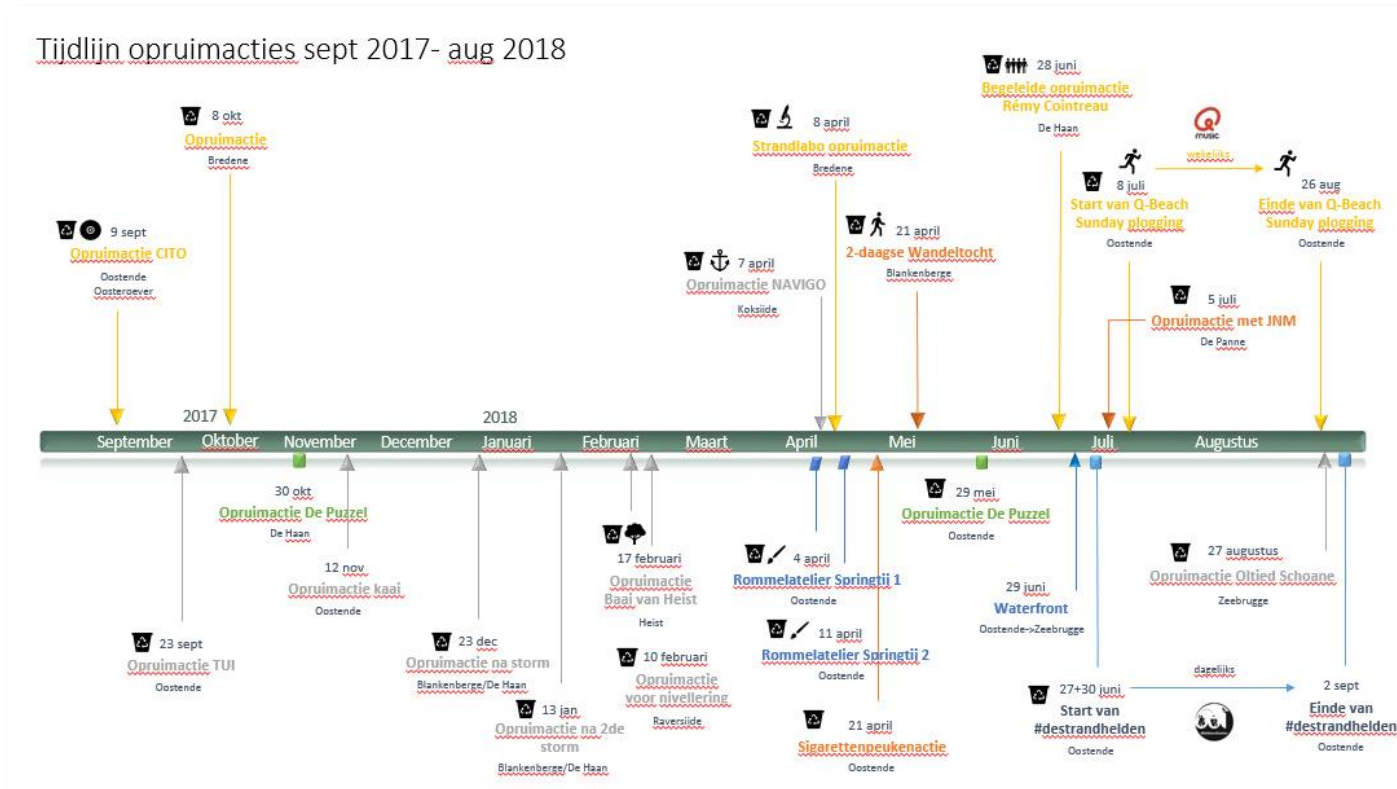 Tijdlijn opruimacties sept 2017- aug 2018
9 sept
Opruimactie CITO
Oostende
Oosteroever
8 okt
Opruimactie
Bredene
7 april
Opruimactie NAVIGO
Koksijde
8 april
Strandlabo opruimactie
Bredene
21 april
2-daagse Wandeltocht
Blankenberge
28 juni
Begeleide opruimactie
Rémy Cointreau
De Haan
8 juli
Start van Q-Beach
Sunday plogging
Oostende
MUSIC
wekelijks
26 aug
Einde van Q-Beach
Sunday plogging
Oostende
5 juli
Opruimactie met JNM
De Panne
2017
2018
September
Oktober
November
December
Januari
Februari
Maart
April
Mei
Juni
Juli
Augustus
23 sept
Opruimactie TUI
Oostende
30 okt
Opruimactie De Puzzel
De Haan
12 nov
Opruimactie kaai
Oostende
23 dec
Opruimactie na storm
Blankenberge/De Haan
13 jan
Opruimactie na 2de
storm
Blankenberge/De Haan
17 februari
Opruimactie
Baai van Heist
Heist
10 februari
Opruimactie
voor nivellering
Raversijde
4 april
Rommelatelier Springtij 1
Oostende
11 april
Rommelatelier Springtij 2
Oostende
21 april
Sigarettenpeukenactie
Oostende
29 mei
Opruimactie De Puzzel
Oostende
29 juni
Waterfront
Oostende->Zeebrugge
27+30 juni
Start van
#destrandhelden
Oostende
dagelijks
27 augustus
Opruimactie Oltied Schoane
Zeebrugge
2 sept
Einde van
#destrandhelden
Oostende